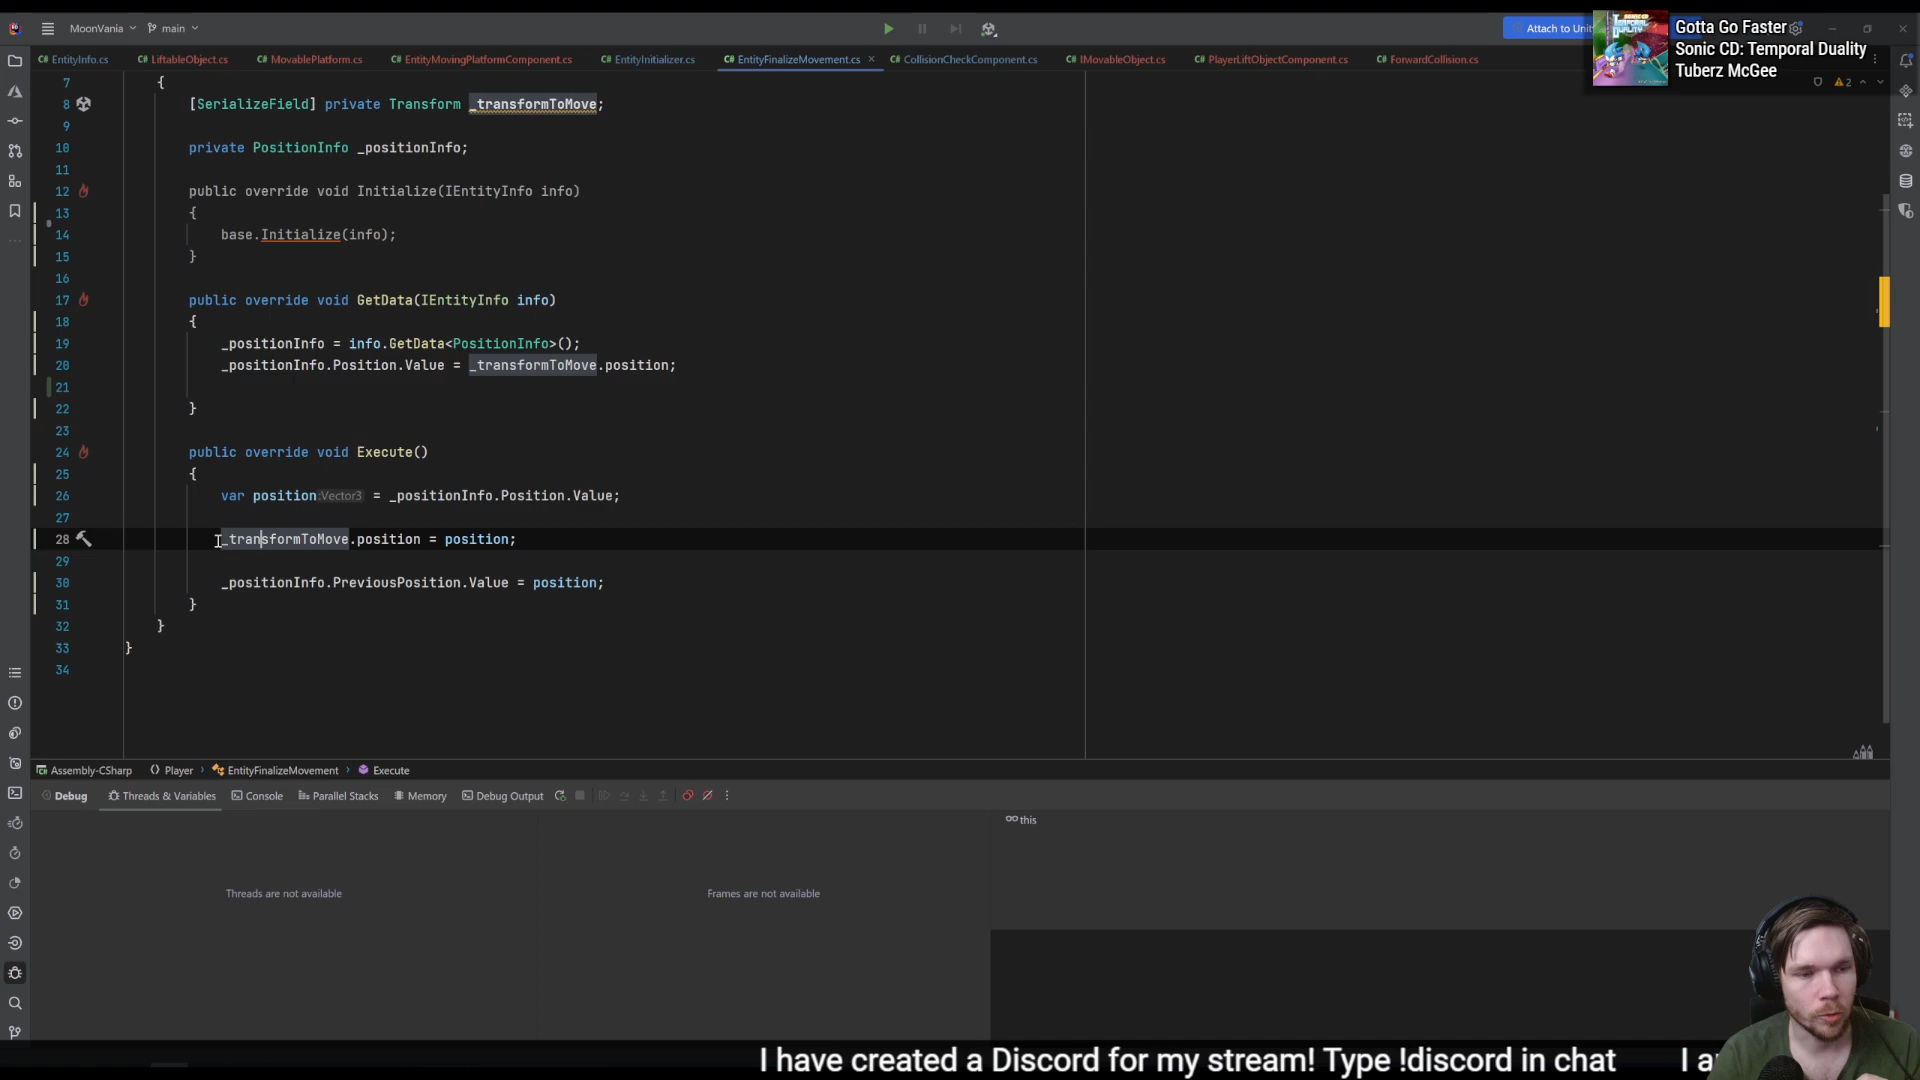 MoonVania
main
Attach to Unit
Gotta Go Faster
Sonic CD: Temporal Duality
Tuberz McGee
C# EntityInfo.cs
C# LiftableObject.cs
C# MovablePlatform.cs
C# EntityMovingPlatformComponent.cs
C# EntityInitializer.cs
C# EntityFinalizeMovement.cs
C# CollisionCheckComponent.cs
C# IMovableObject.cs
C# PlayerLiftObjectComponent.cs
C# ForwardCollision.cs
2
7 {
8 [SerializeField] private Transform _transformToMove;
9
10 private PositionInfo _positionInfo;
11
12 public override void Initialize(IEntityInfo info)
13 {
14 base.Initialize(info);
15 }
16
17 public override void GetData(IEntityInfo info)
18 {
19 _positionInfo = info.GetData<PositionInfo>();
20 _positionInfo.Position.Value = _transformToMove.position;
21
22 }
23
24 public override void Execute()
25 {
26 var position:Vector3 = _positionInfo.Position.Value;
27
28 _transformToMove.position = position;
29
30 _positionInfo.PreviousPosition.Value = position;
31 }
32 }
33 }
34
Assembly-CSharp
Player
EntityFinalizeMovement
Execute
Debug
Threads & Variables
Console
Parallel Stacks
Memory
Debug Output
this
Threads are not available
Frames are not available
I have created a Discord for my stream! Type !discord in chat